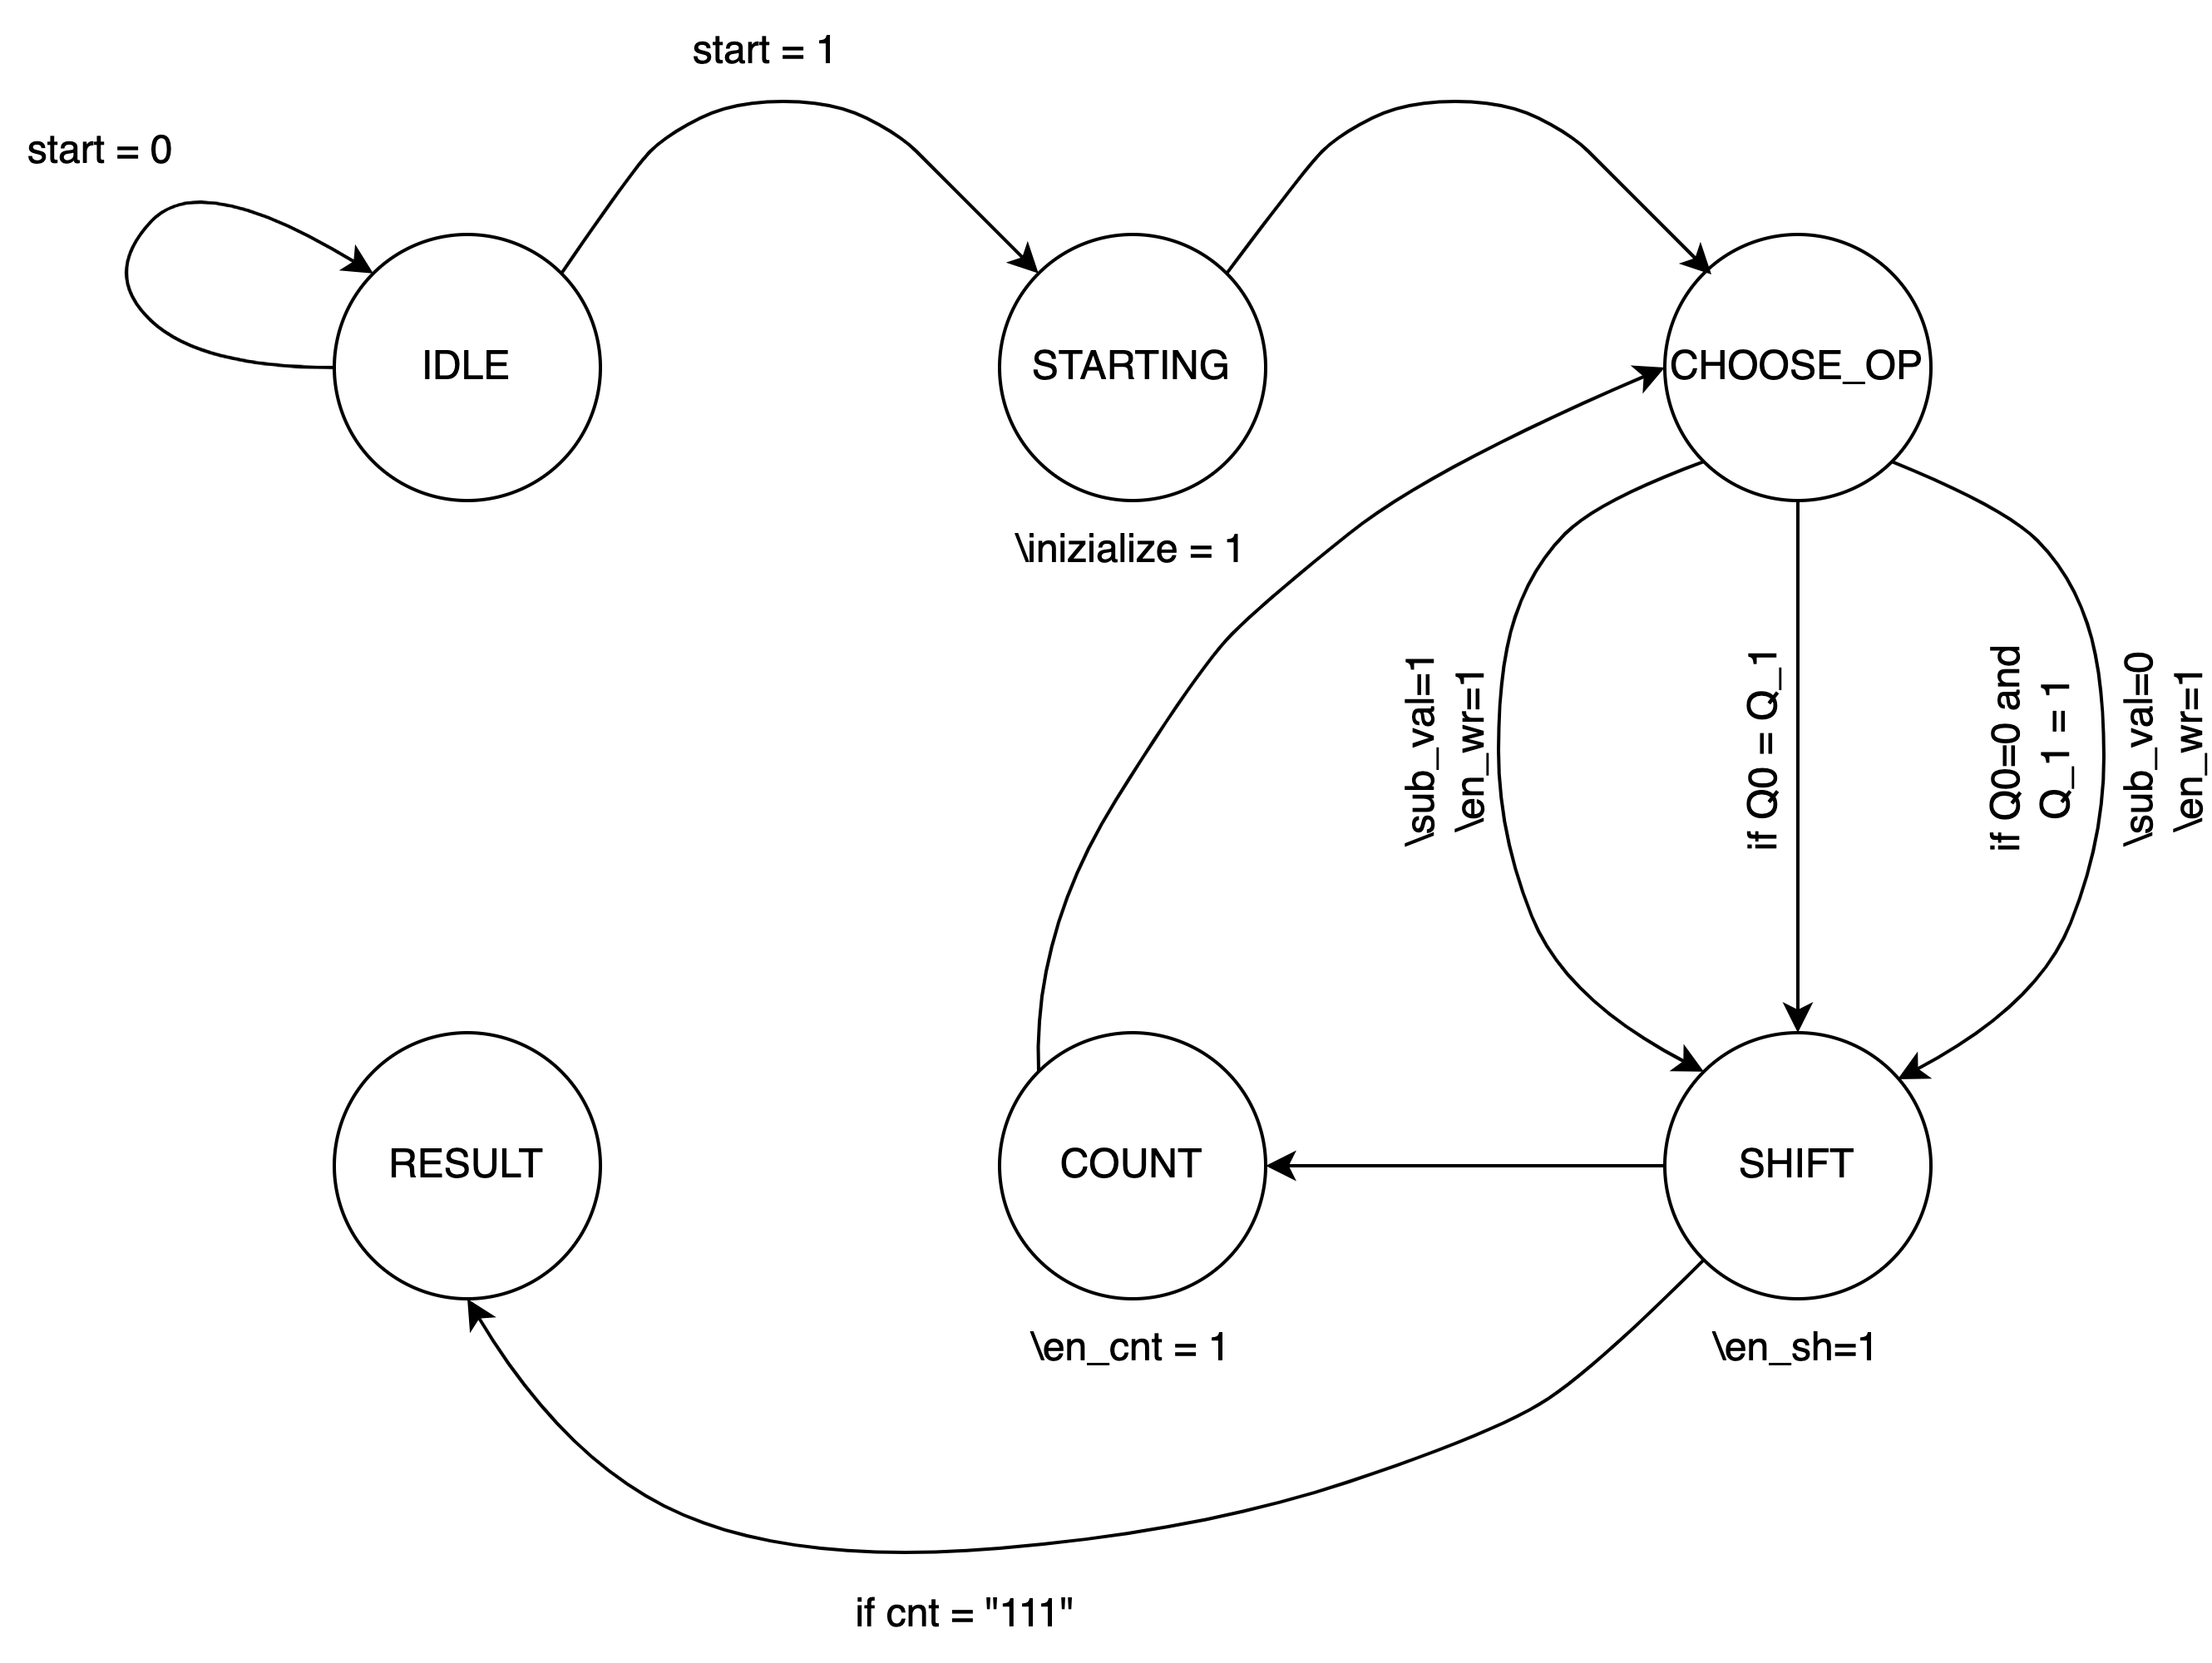 start = 1
start = 0
IDLE
STARTING
CHOOSE_OP
\inizialize = 1
\sub_val=1
\en_wr=1
if Q0 = Q_1
if Q0=0 and
Q_1 = 1
\sub_val=0
\en_wr=1
RESULT
COUNT
SHIFT
\en_cnt = 1
\en_sh=1
if cnt = "111"